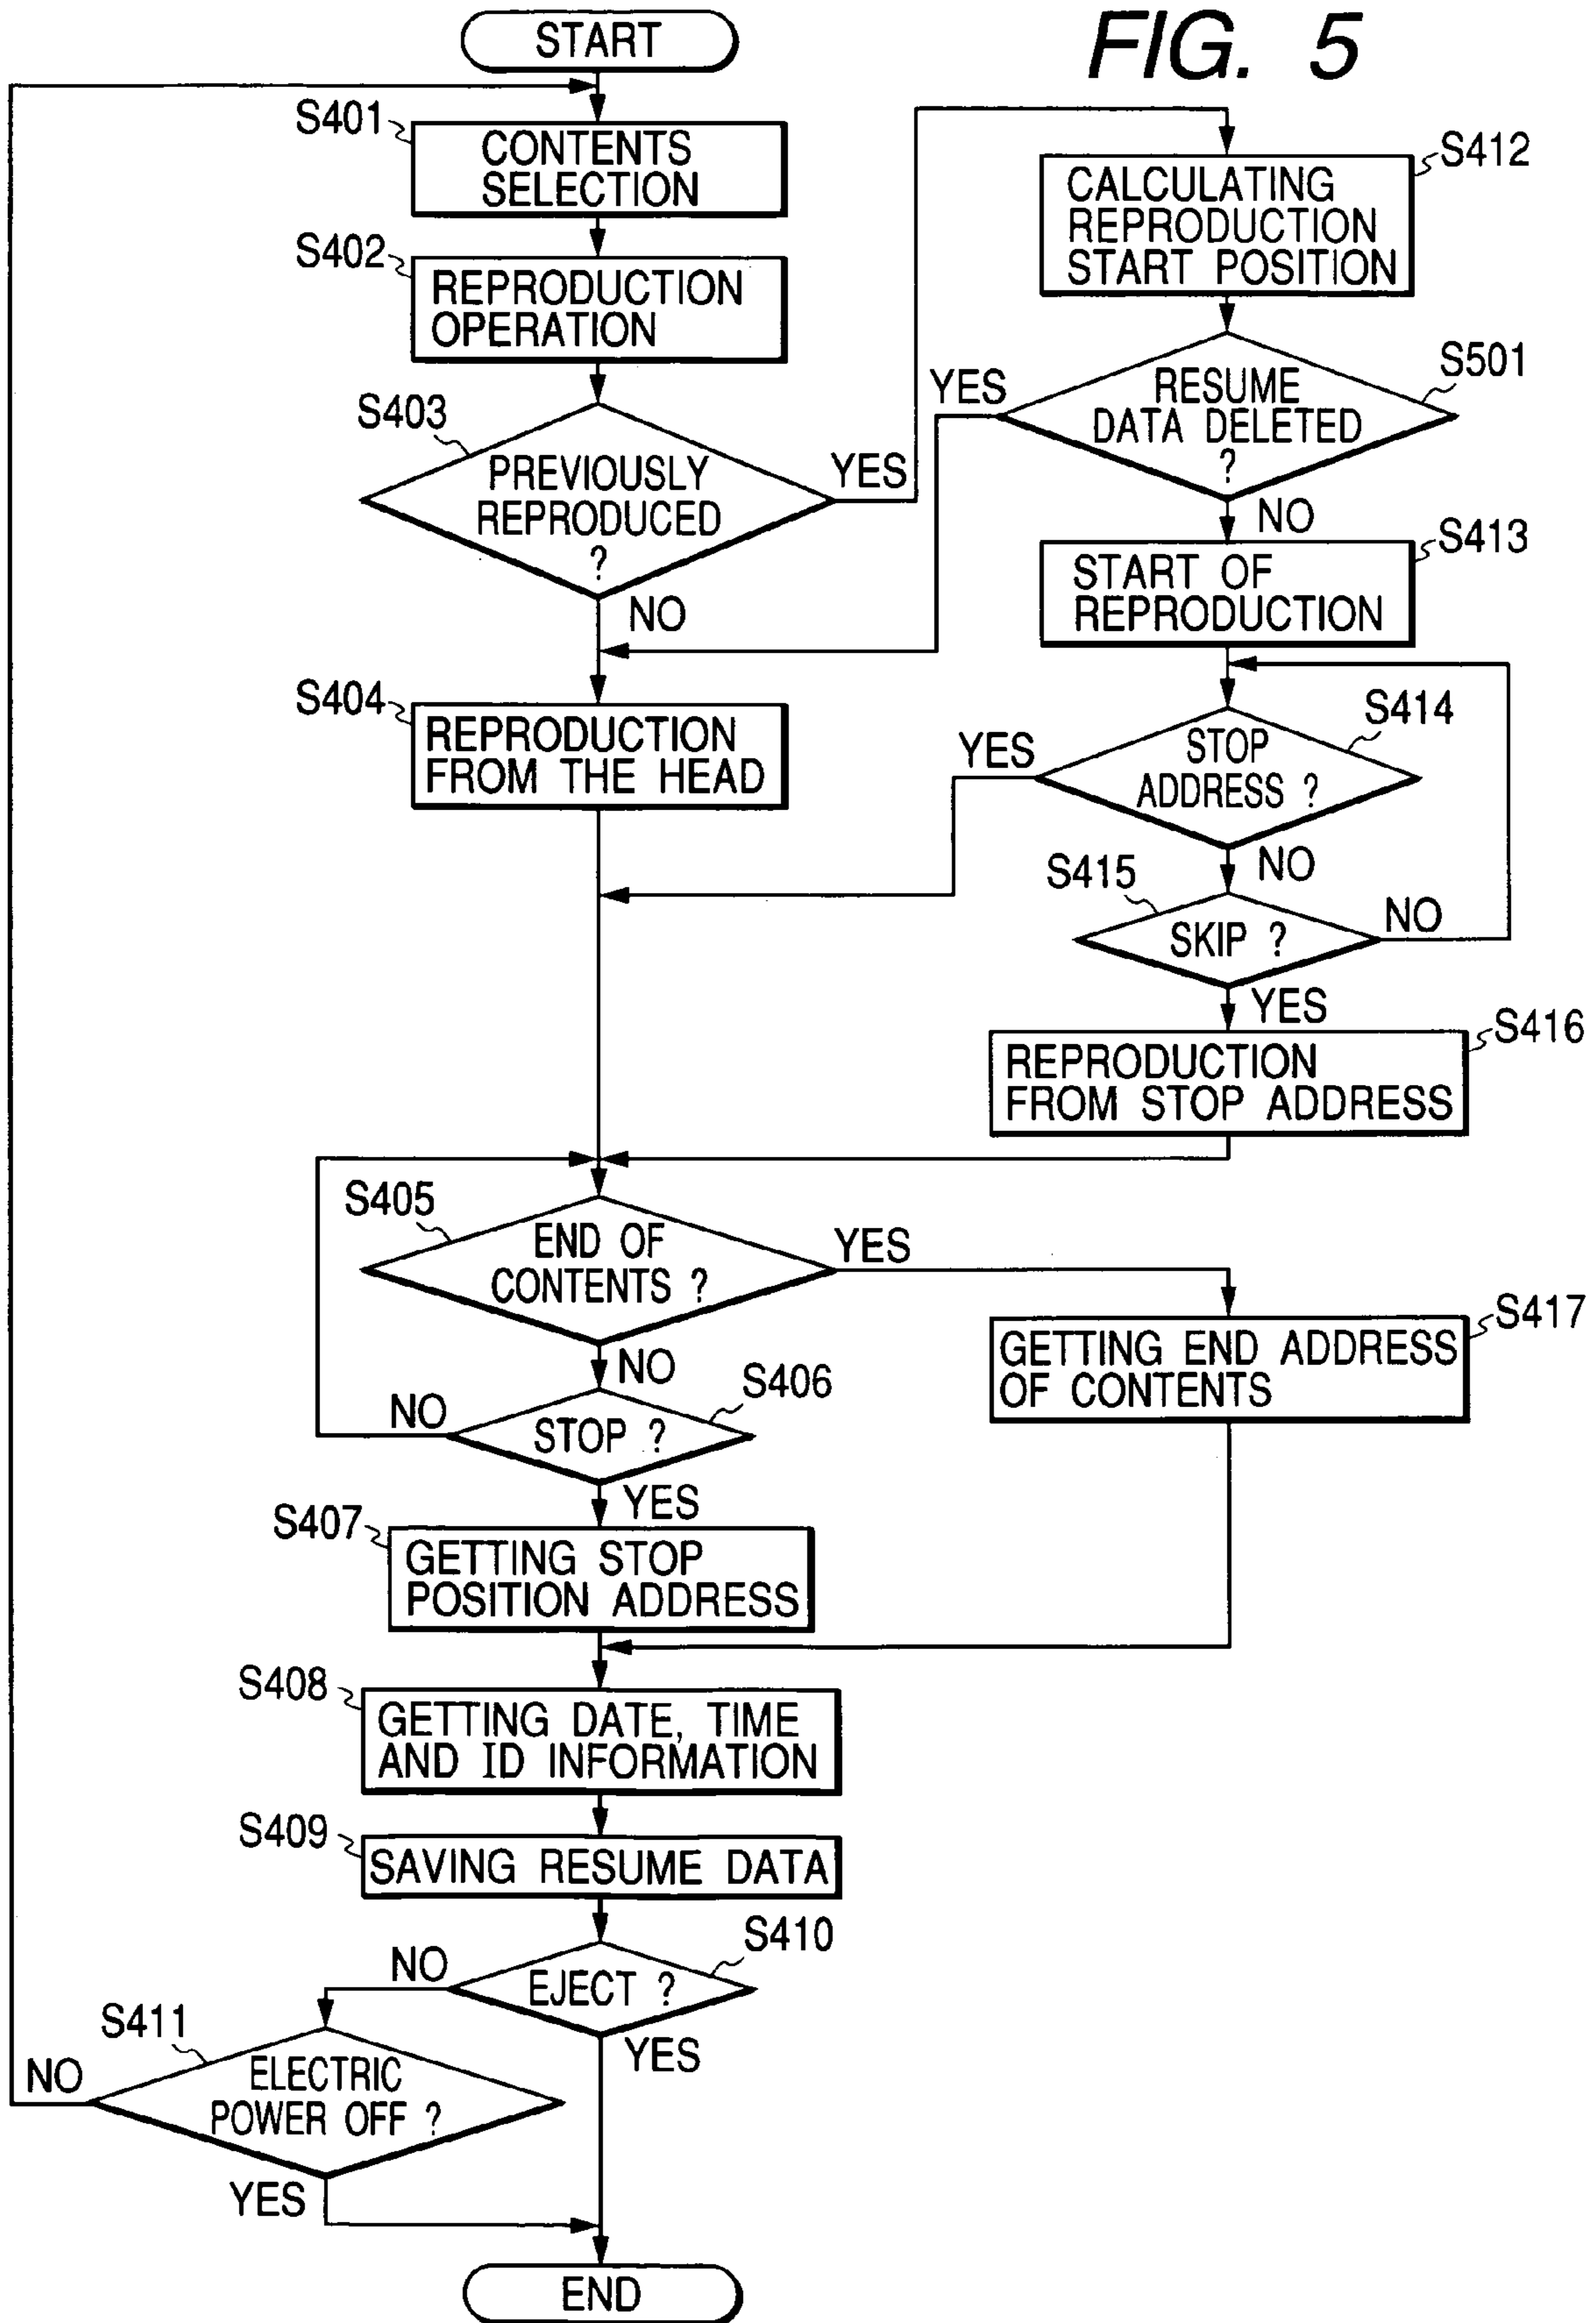 FIG. 5
START
S401
CONTENTS
SELECTION
S402
REPRODUCTION
OPERATION
S403
PREVIOUSLY
REPRODUCED
?
YES
NO
S404
REPRODUCTION
FROM THE HEAD
S412
CALCULATING
REPRODUCTION
START POSITION
S501
RESUME
DATA DELETED
?
YES
NO
S413
START OF
REPRODUCTION
S414
STOP
ADDRESS ?
YES
NO
S415
SKIP ?
NO
YES
S416
REPRODUCTION
FROM STOP ADDRESS
S405
END OF
CONTENTS ?
YES
NO
S417
GETTING END ADDRESS
OF CONTENTS
S406
STOP ?
NO
YES
S407
GETTING STOP
POSITION ADDRESS
S408
GETTING DATE, TIME
AND ID INFORMATION
S409
SAVING RESUME DATA
S410
EJECT ?
NO
YES
S411
ELECTRIC
POWER OFF ?
NO
YES
END